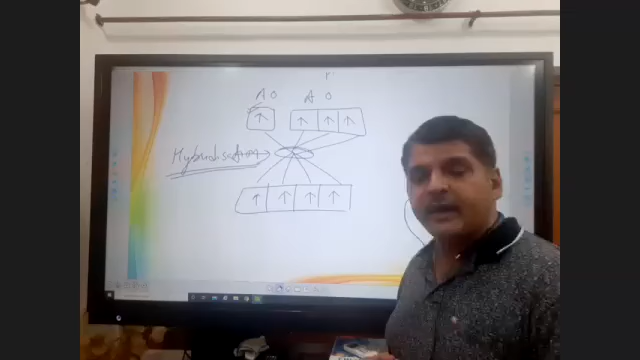 r
A O A O
Hybridisation →